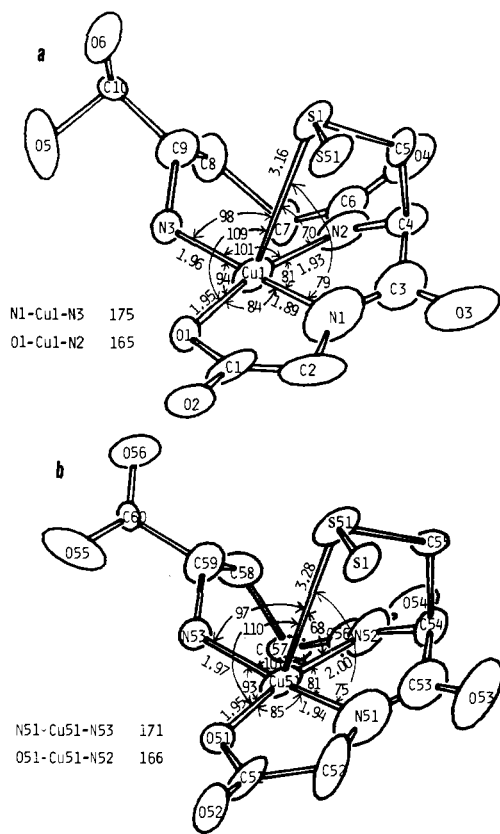 a
O6
C10
O5
C9
C8
S1
S51
C5
O4
3.16
C6
C7
N2
C4
N3
98
109
70
101
Cu1
1.96
94
81
1.93
79
C3
O3
1.95
84
1.89
N1
N1-Cu1-N3 175
O1-Cu1-N2 165
O1
C1
C2
O2
b
O56
C60
O55
C59
C58
S51
S1
C55
3.28
O54
N53
97
110
68
C56
N52
C54
C57
1.97
Cu51
2.00
93
81
75
C53
O53
1.95
85
1.94
N51
N51-Cu51-N53 171
O51-Cu51-N52 166
O51
C51
C52
O52